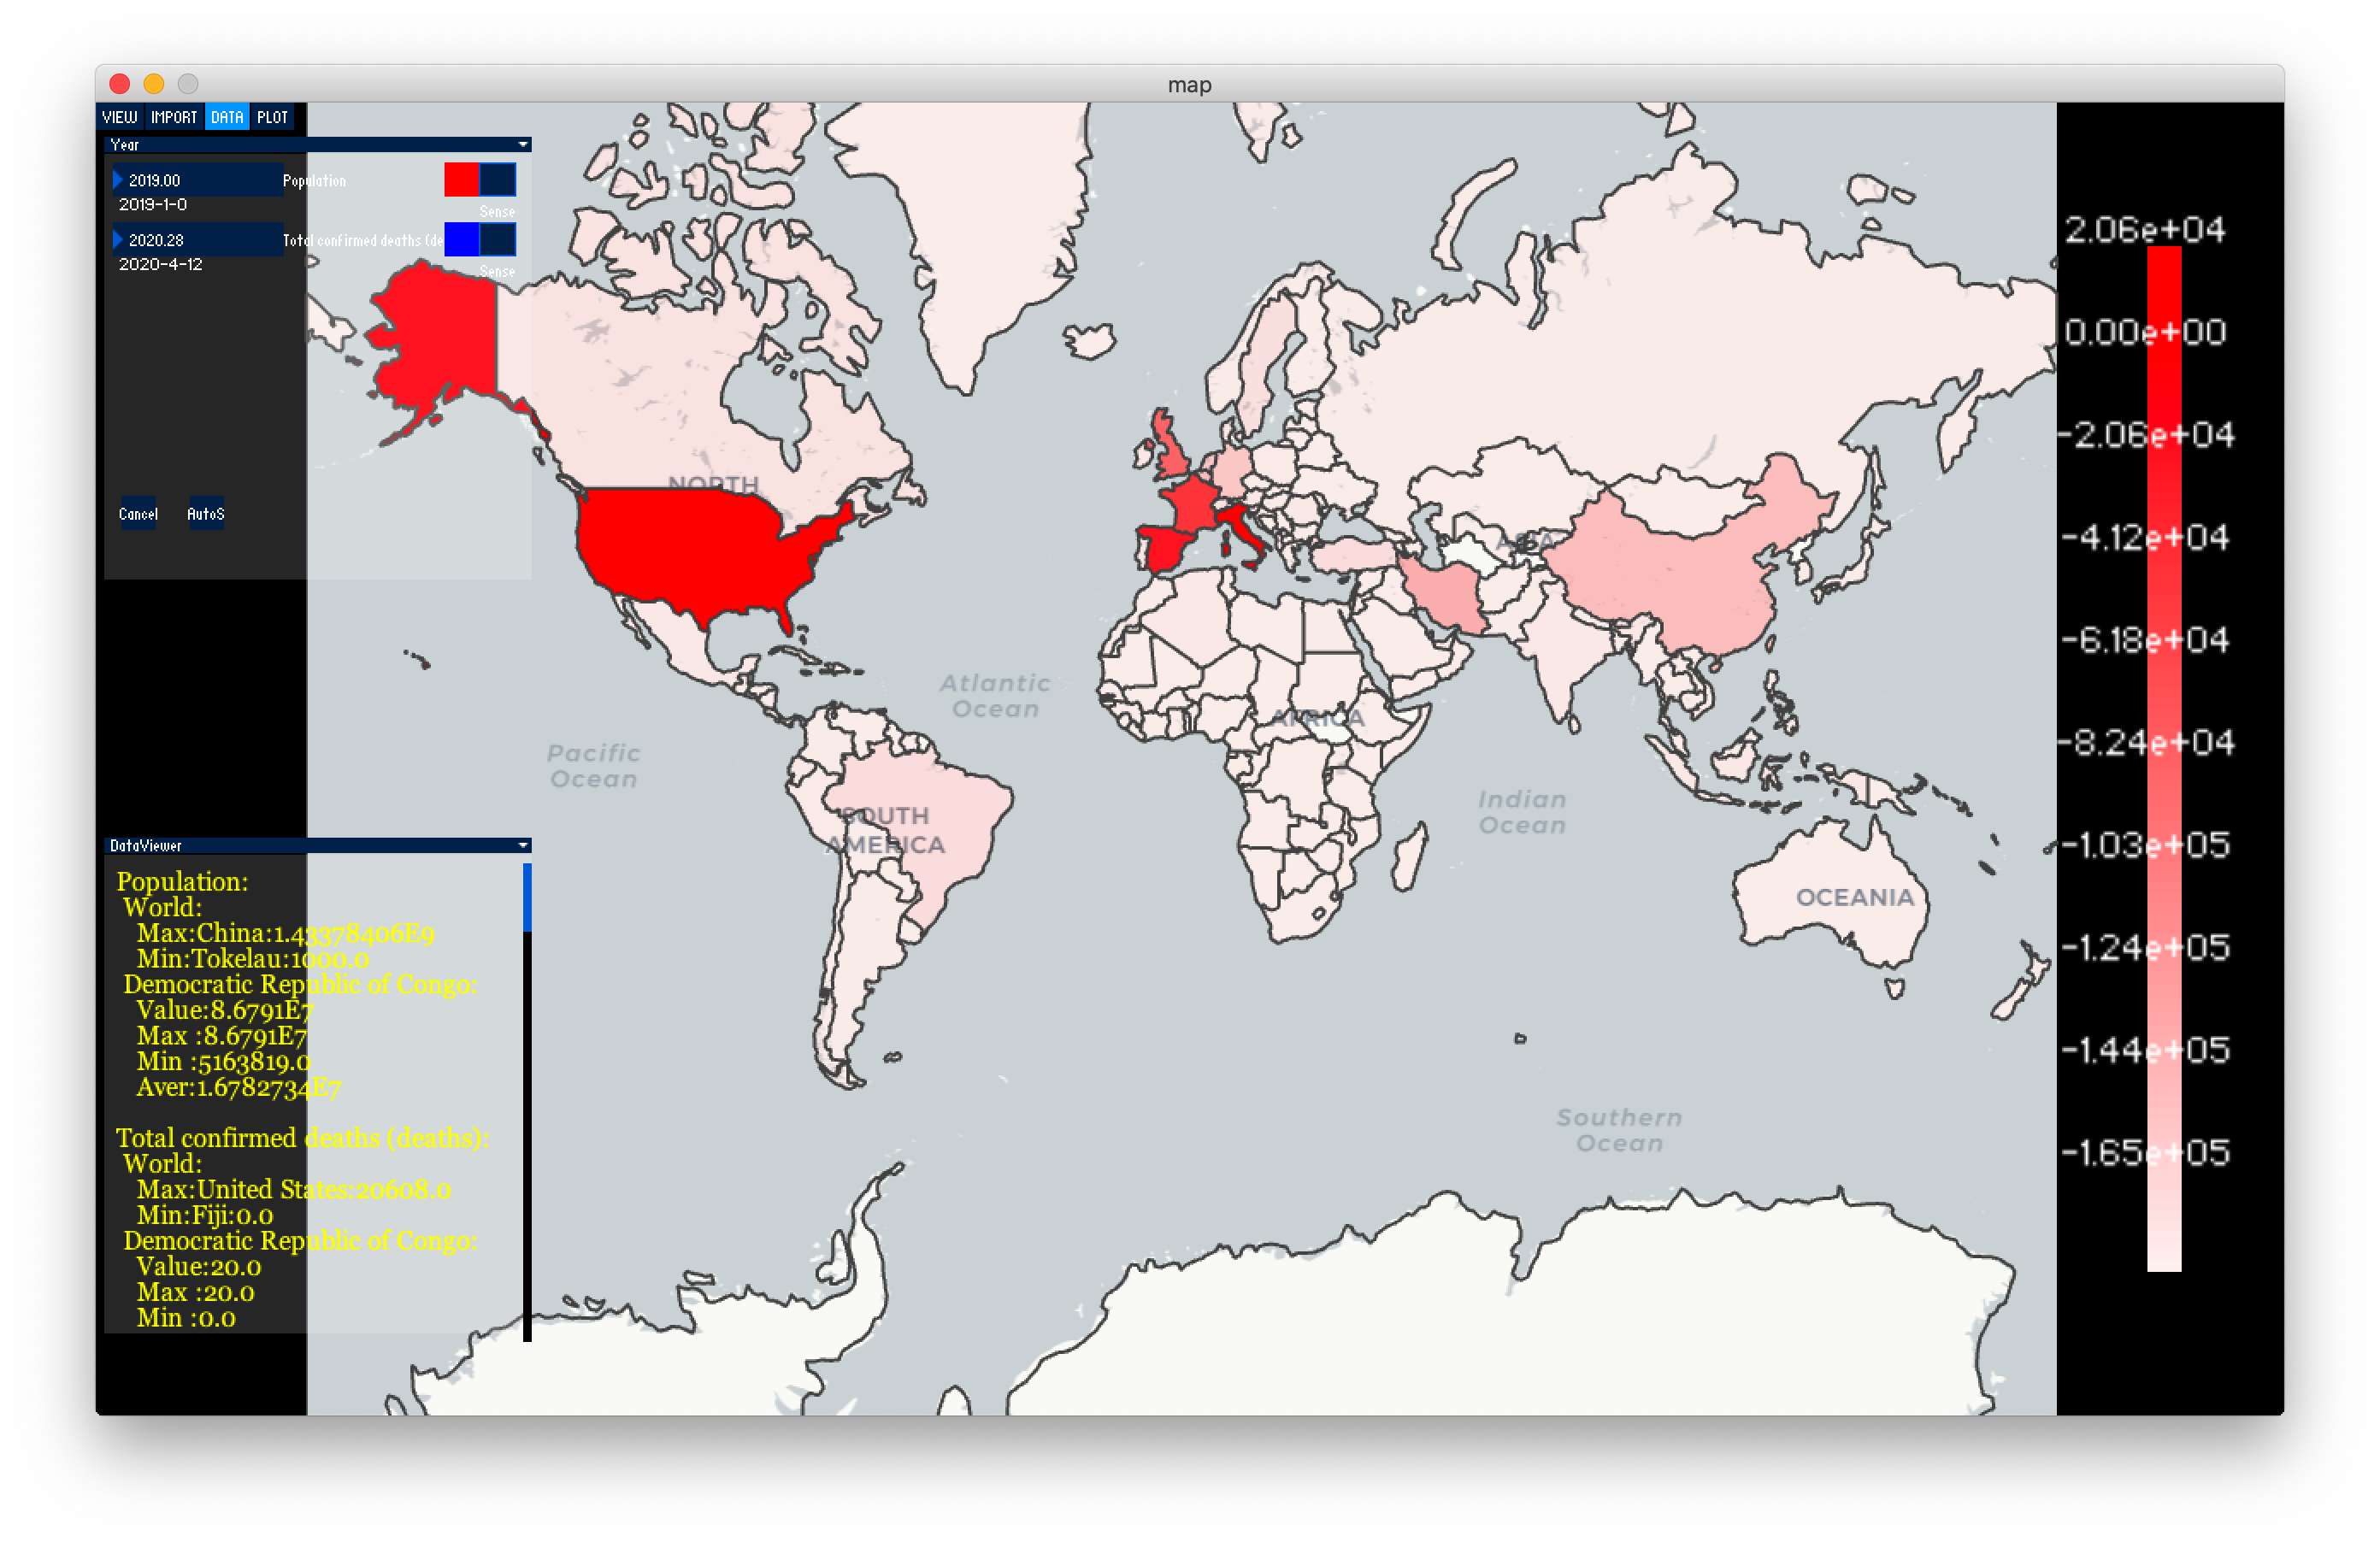 map
VIEW IMPORT DATA PLOT
Year
2019.00 Population
2019-1-0
Sense
2020.28 Total confirmed deaths (de
2020-4-12
Sense
Cancel AutoS
DataViewer
Population:
World:
Max:China:1.43378406E9
Min:Tokelau:1000.0
Democratic Republic of Congo:
Value:8.6791E7
Max :8.6791E7
Min :5163819.0
Aver:1.6782734E7
Total confirmed deaths (deaths):
World:
Max:United States:20608.0
Min:Fiji:0.0
Democratic Republic of Congo:
Value:20.0
Max :20.0
Min :0.0
NORTH
ASIA
Atlantic
Ocean
AFRICA
Pacific
Ocean
SOUTH
AMERICA
Indian
Ocean
OCEANIA
Southern
Ocean
2.06e+04
0.00e+00
-2.06e+04
-4.12e+04
-6.18e+04
-8.24e+04
-1.03e+05
-1.24e+05
-1.44e+05
-1.65e+05